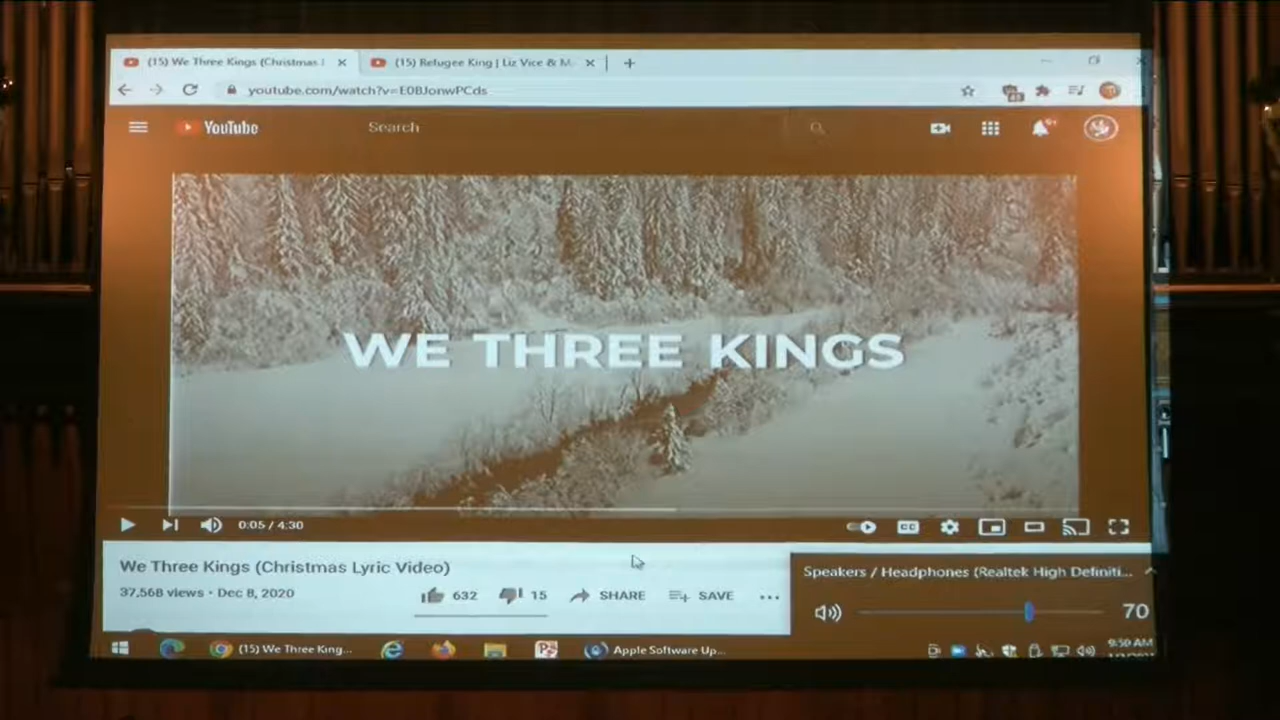 (15) We Three Kings (Christmas L
(15) Refugee King | Liz Vice & M
youtube.com/watch?v=E0BJonwPCds
YouTube
Search
WE THREE KINGS
0:05 / 4:30
CC
We Three Kings (Christmas Lyric Video)
37,568 views • Dec 8, 2020
632
15
SHARE
SAVE
Speakers / Headphones (Realtek High Definiti...
70
(15) We Three King...
Apple Software Up...
9:50 AM